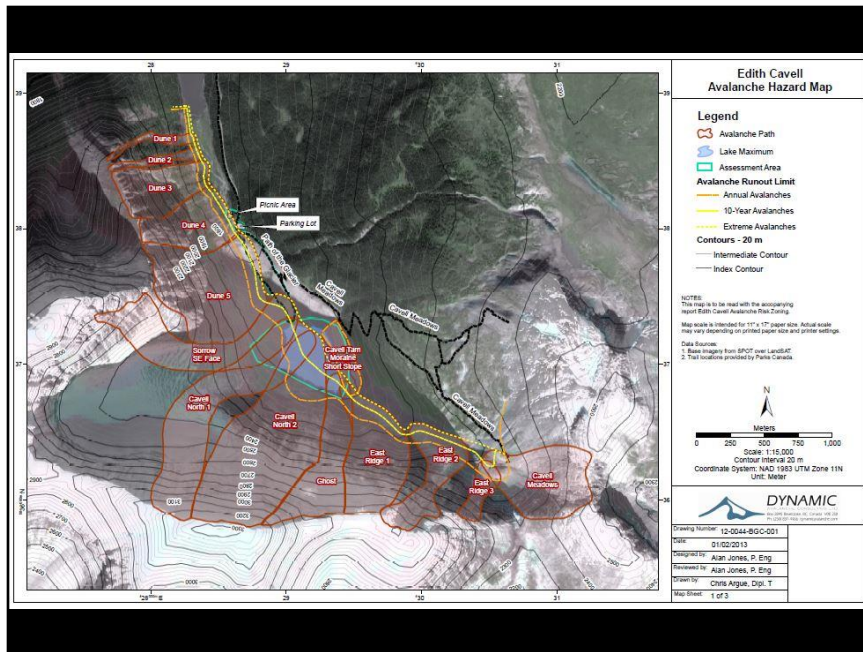 Edith Cavell
Avalanche Hazard Map
Legend
Avalanche Path
Lake Maximum
Assessment Area
Avalanche Runout Limit
Annual Avalanches
10-Year Avalanches
Extreme Avalanches
Contours - 20 m
Intermediate Contour
Index Contour
NOTES:
This map is to be read with the accompanying
report Edith Cavell Avalanche Risk Zoning.
Map scale is intended for 11" x 17" paper size. Actual scale
may vary depending on printed paper size and printer settings.
Data Sources:
1. Base imagery from SPOT over LandSAT.
2. Trail locations provided by Parks Canada.
N
Meters
0 250 500 750 1,000
Scale: 1:15,000
Contour Interval 20 m
Coordinate System: NAD 1983 UTM Zone 11N
Unit: Meter
DYNAMIC
Drawing Number: 12-0044-BGC-001
Date: 01/02/2013
Designed by: Alan Jones, P. Eng
Reviewed by: Alan Jones, P. Eng
Drawn by: Chris Argue, Dipl. T
Map Sheet: 1 of 3
28 29 30 31
39
38
37
36
Dune 1
Dune 2
Dune 3
Dune 4
Dune 5
Picnic Area
Parking Lot
Path of the Glacier
Cavell
Meadows
Cavell Meadows
Cavell Meadows
Sorrow
SE Face
Cavell Tarn
Moraine
Short Slope
Cavell
North 1
Cavell
North 2
Ghost
East
Ridge 1
East
Ridge 2
East
Ridge 3
Cavell
Meadows